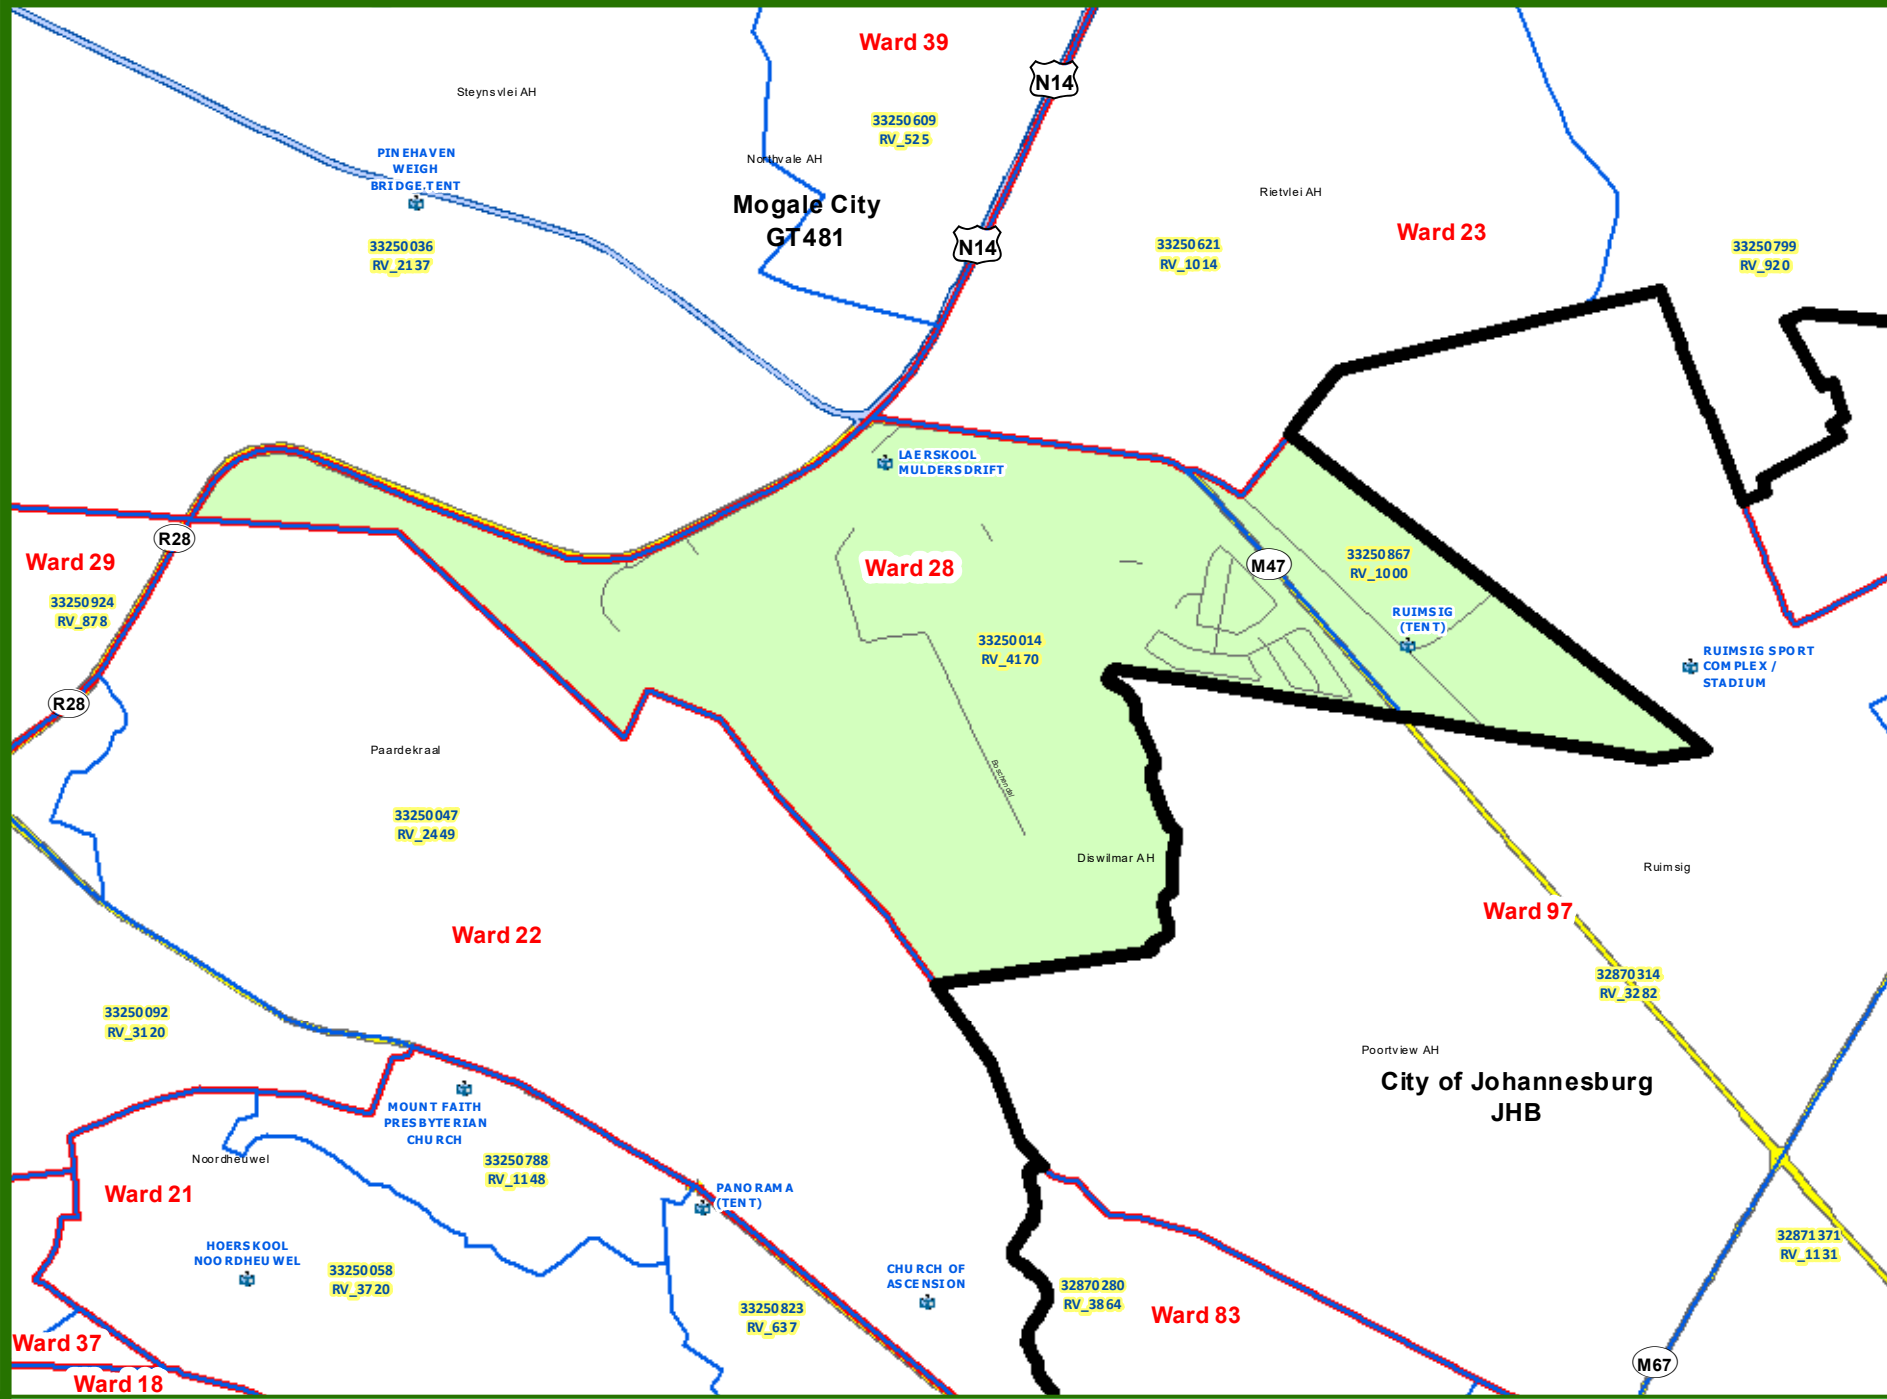 Ward 39
N14
Steynsvlei AH
33250609
RV_525
PINEHAVEN
WEIGH
BRIDGE.TENT
Northvale AH
Rietvlei AH
Mogale City
GT481
N14
Ward 23
33250036
RV_2137
33250621
RV_1014
33250799
RV_920
LAERSKOOL
MULDERSDRIFT
R28
Ward 29
33250924
RV_878
Ward 28
M47
33250867
RV_1000
RUIMSIG
(TENT)
33250014
RV_4170
RUIMSIG SPORT
COMPLEX /
STADIUM
R28
Paardekraal
Boschendal
33250047
RV_2449
Diswilmar AH
Ruimsig
Ward 22
Ward 97
32870314
RV_3282
33250092
RV_3120
Poortview AH
City of Johannesburg
JHB
MOUNT FAITH
PRESBYTERIAN
CHURCH
Noordheuwel
33250788
RV_1148
Ward 21
PANORAMA
(TENT)
HOERSKOOL
NOORDHEUWEL
33250058
RV_3720
CHURCH OF
ASCENSION
32871371
RV_1131
32870280
RV_3864
33250823
RV_637
Ward 83
Ward 37
M67
Ward 18